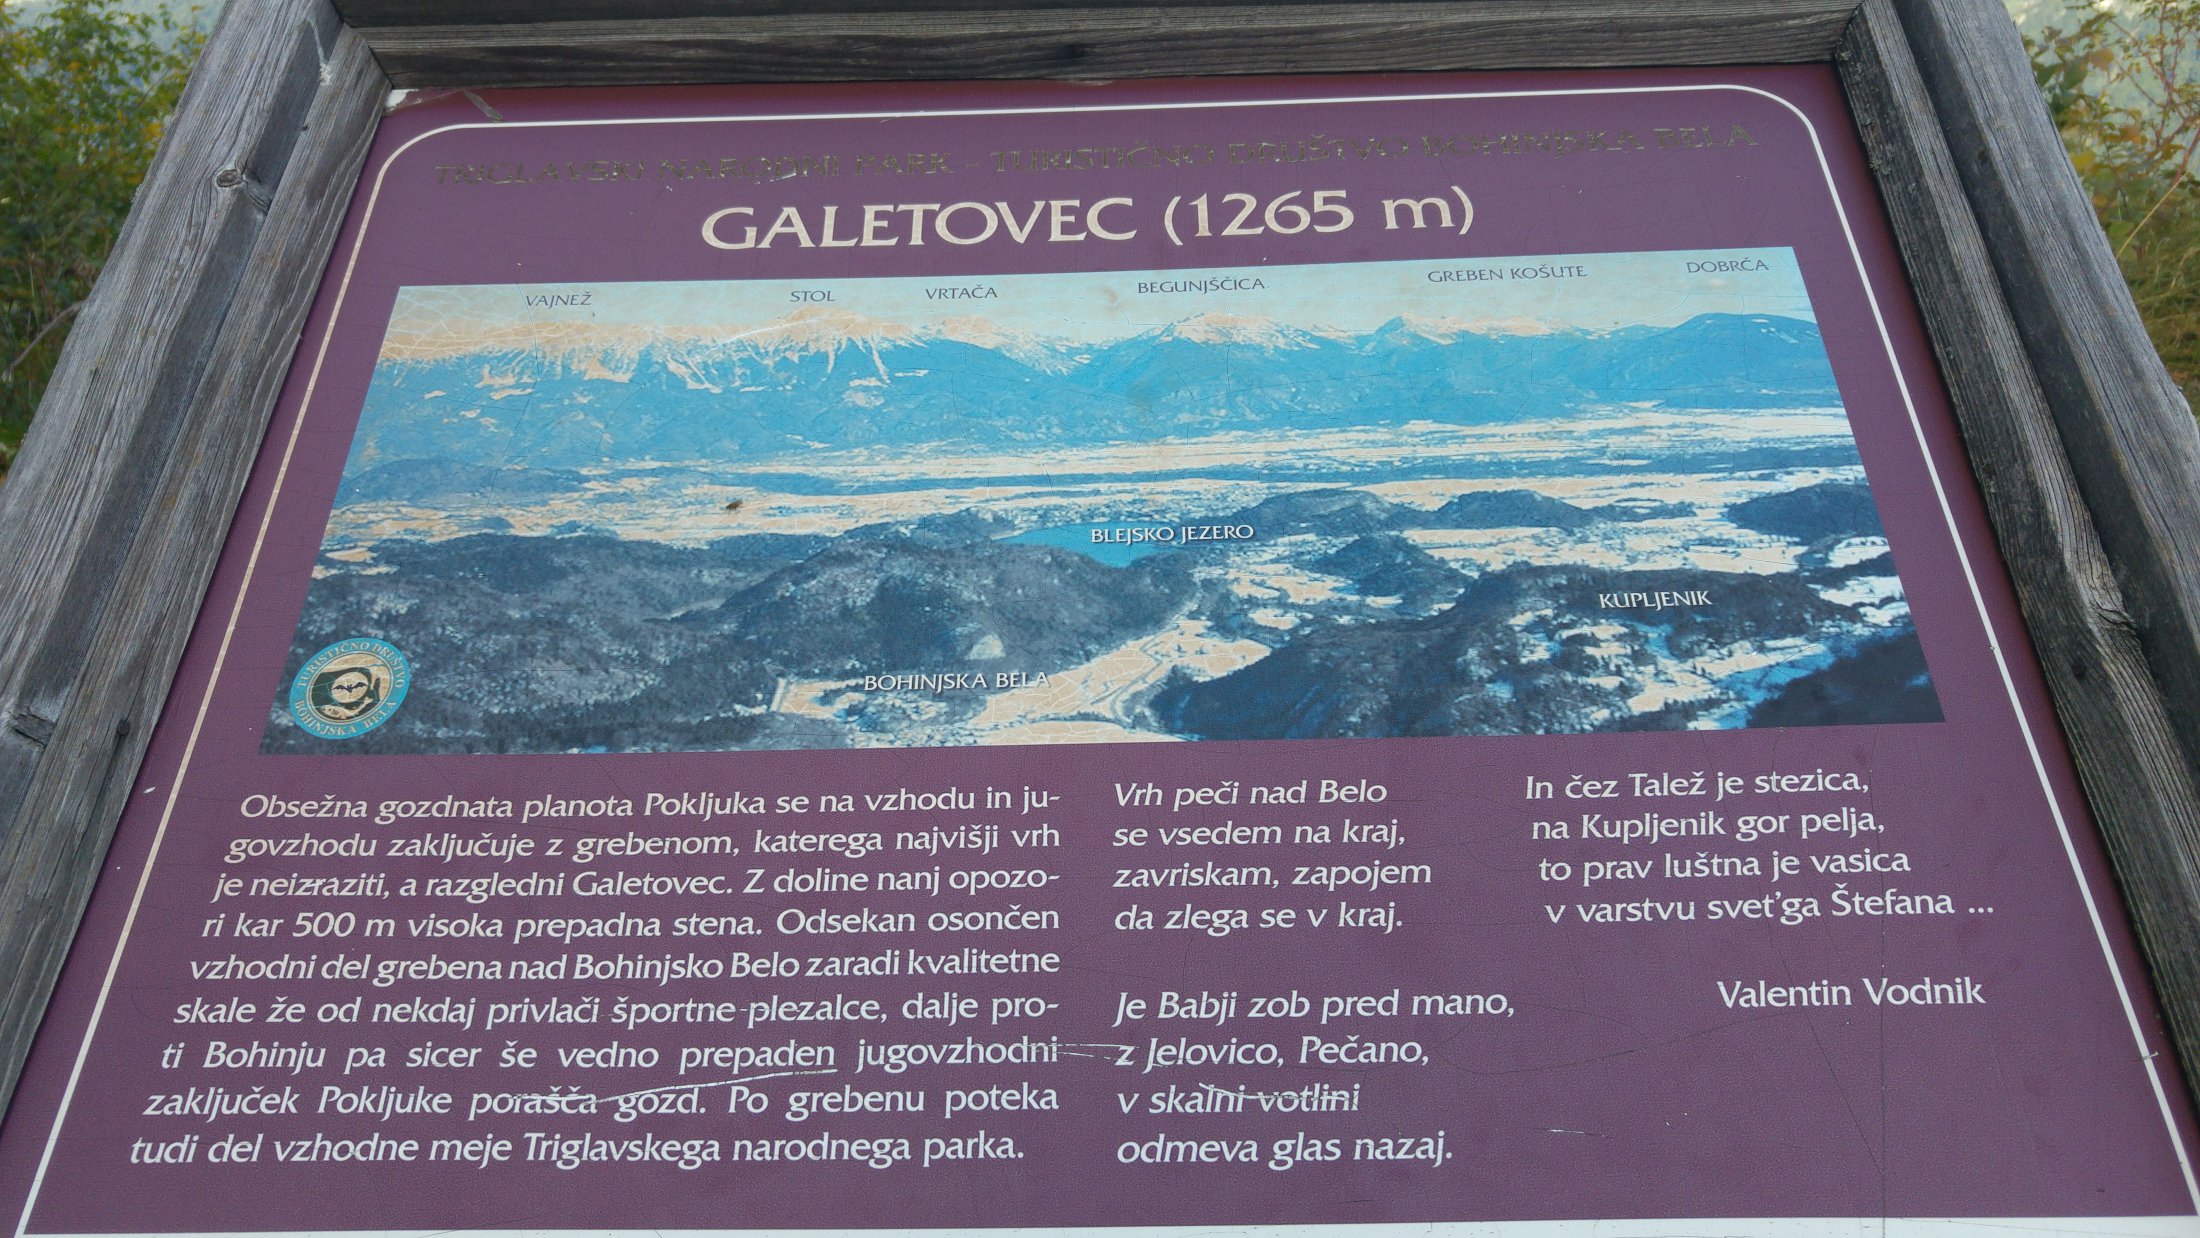 TRIGLAVSKI NARODNI PARK - TURISTIČNO DRUŠTVO BOHINJSKA BELA
GALETOVEC (1265 m)
VAJNEŽ
STOL
VRTAČA
BEGUNJŠČICA
GREBEN KOŠUTE
DOBRČA
BLEJSKO JEZERO
KUPLJENIK
BOHINJSKA BELA
TURISTIČNO DRUŠTVO
BOHINJSKA BELA
Obsežna gozdnata planota Pokljuka se na vzhodu in ju-
govzhodu zaključuje z grebenom, katerega najvišji vrh
je neizraziti, a razgledni Galetovec. Z doline nanj opozo-
ri kar 500 m visoka prepadna stena. Odsekan osončen
vzhodni del grebena nad Bohinjsko Belo zaradi kvalitetne
skale že od nekdaj privlači športne plezalce, dalje pro-
ti Bohinju pa sicer še vedno prepaden jugovzhodni
zaključek Pokljuke porašča gozd. Po grebenu poteka
tudi del vzhodne meje Triglavskega narodnega parka.
Vrh peči nad Belo
se vsedem na kraj,
zavriskam, zapojem
da zlega se v kraj.
Je Babji zob pred mano,
z Jelovico, Pečano,
v skalni votlini
odmeva glas nazaj.
In čez Talež je stezica,
na Kupljenik gor pelja,
to prav luštna je vasica
v varstvu svet'ga Štefana ...
Valentin Vodnik